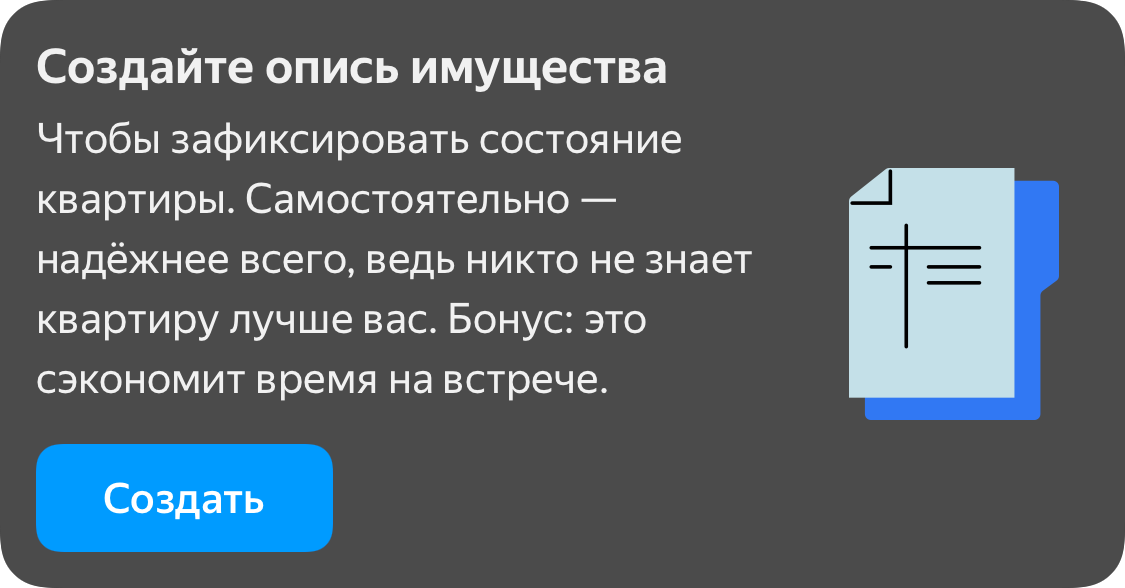 Создайте опись имущества
Чтобы зафиксировать состояние
квартиры. Самостоятельно —
надёжнее всего, ведь никто не знает
квартиру лучше вас. Бонус: это
сэкономит время на встрече.
Создать